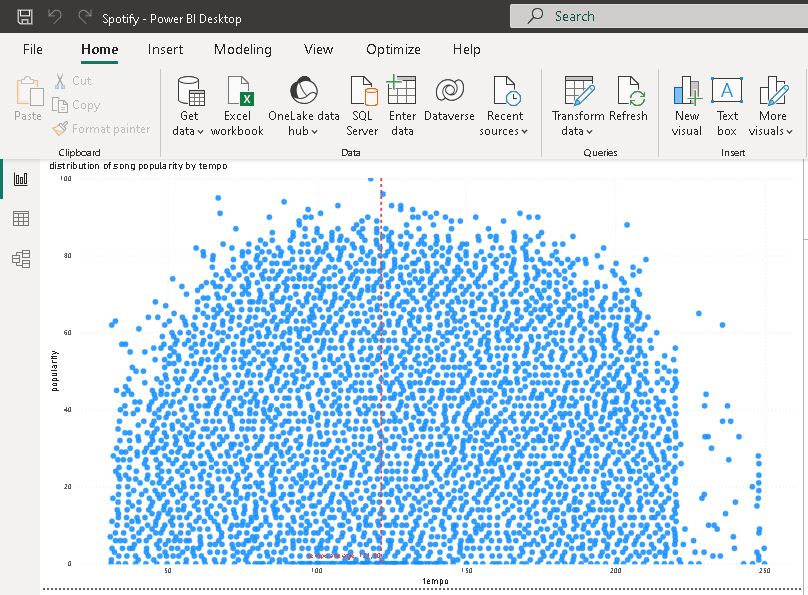 Spotify - Power BI Desktop
Search
File Home Insert Modeling View Optimize Help
Paste
Cut
Copy
Format painter
Get data
Excel workbook
OneLake data hub
SQL Server
Enter data
Dataverse
Recent sources
Transform data
Refresh
New visual
Text box
More visuals
Clipboard
Data
Queries
Insert
distribution of song popularity by tempo
100
80
60
popularity
40
20
0
50 100 150 200 250
tempo